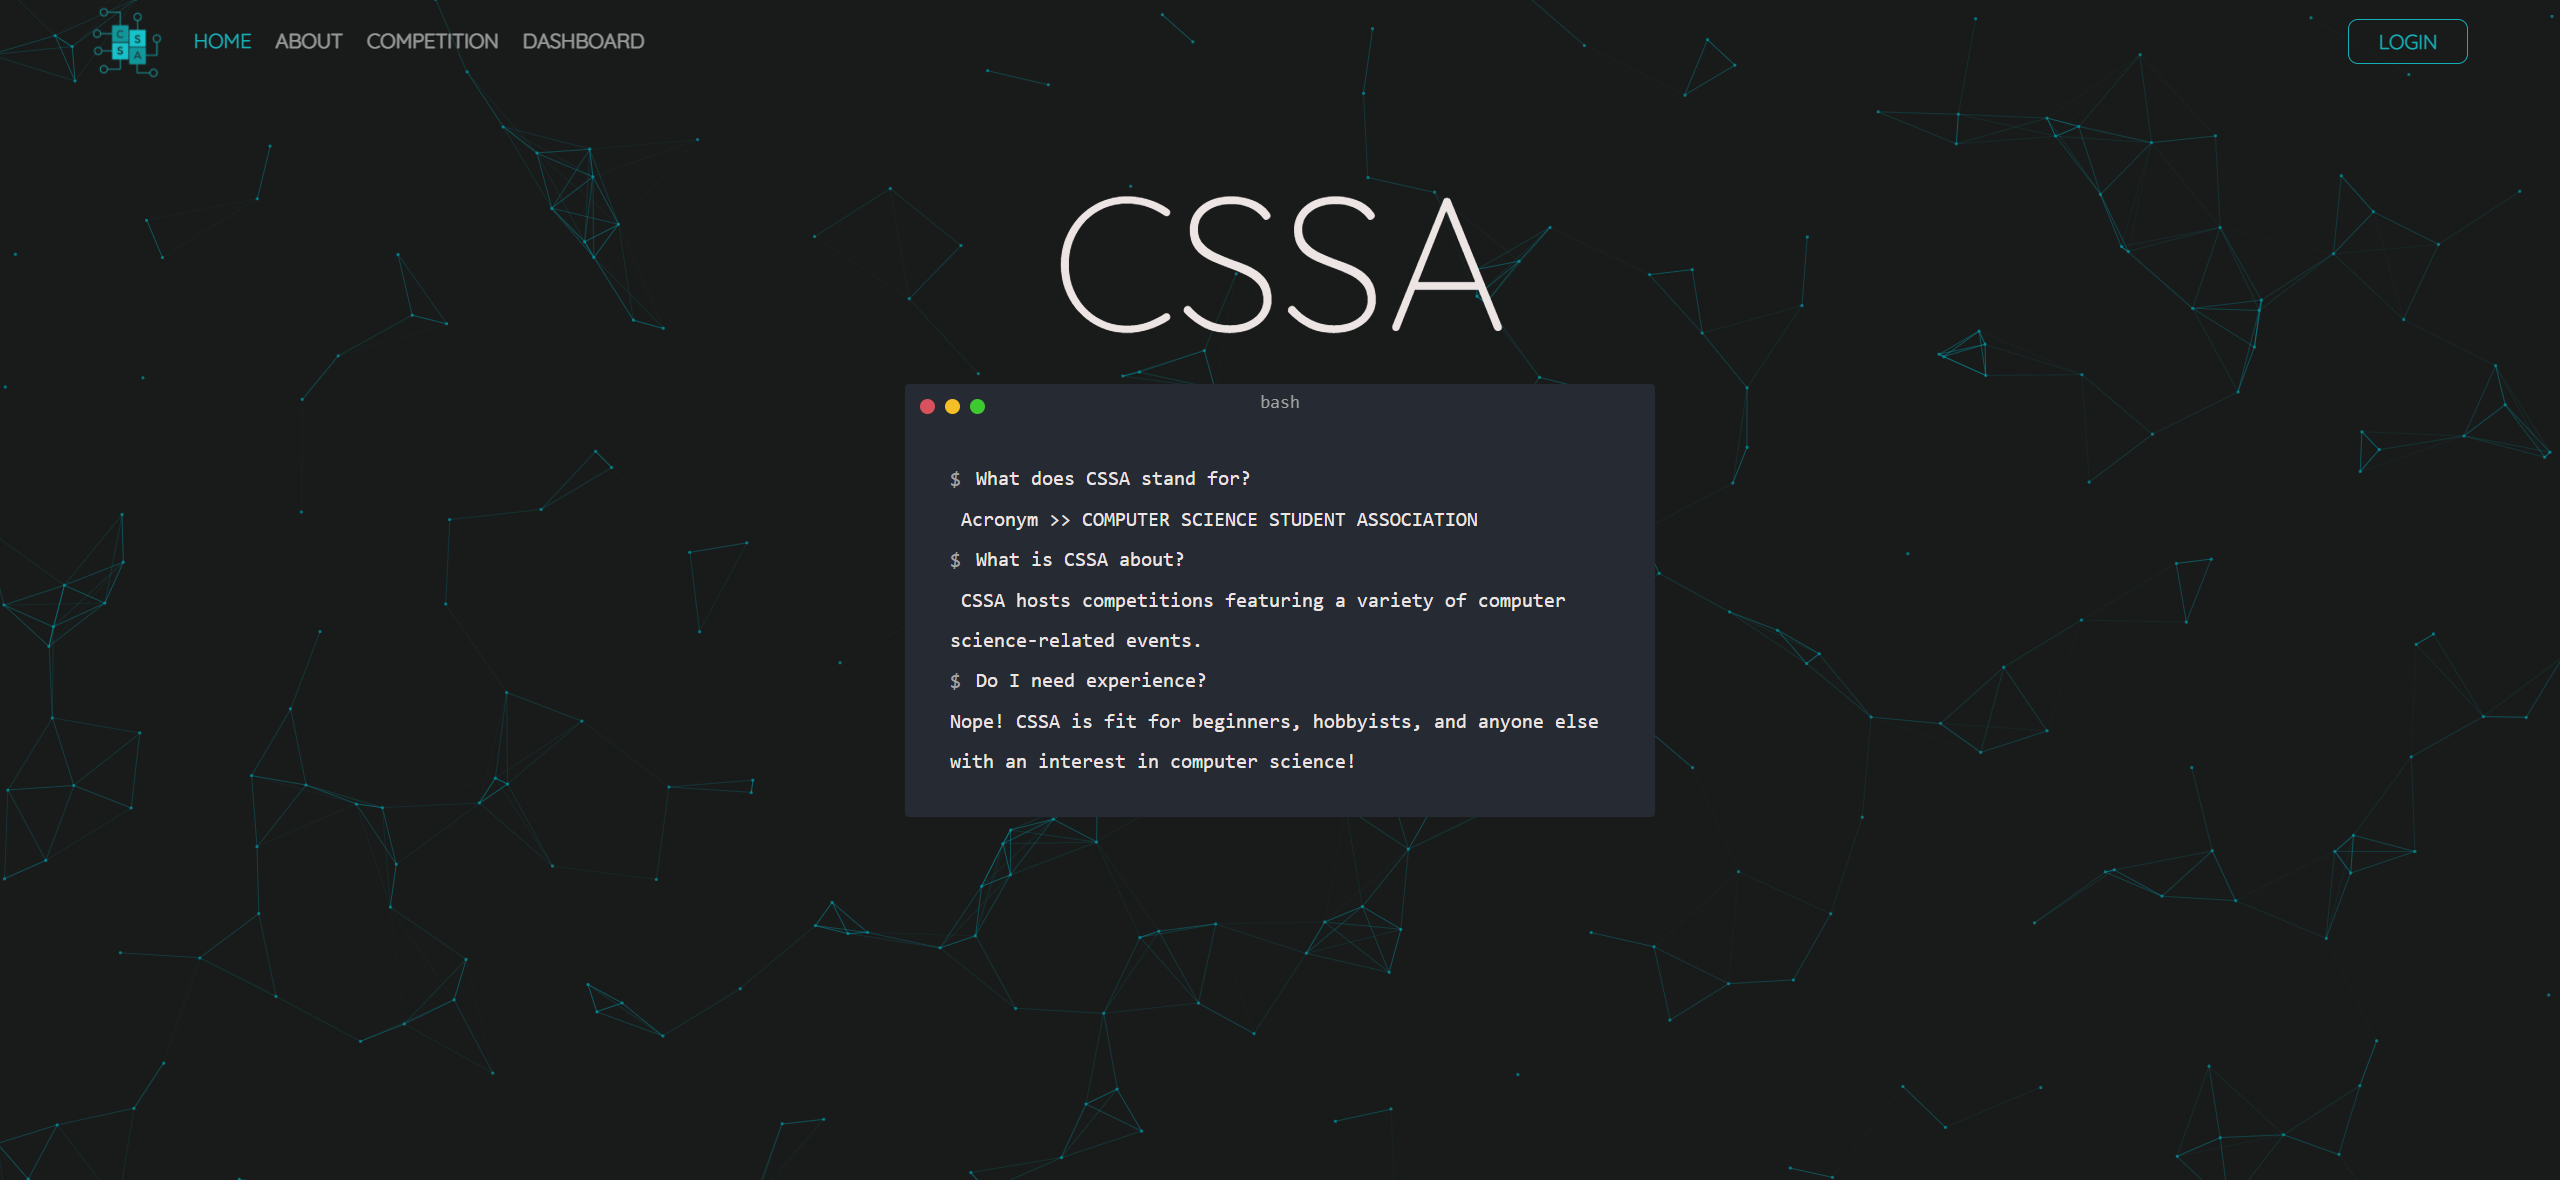 C S
S A
HOME ABOUT COMPETITION DASHBOARD LOGIN
CSSA
bash
$ What does CSSA stand for?
Acronym >> COMPUTER SCIENCE STUDENT ASSOCIATION
$ What is CSSA about?
CSSA hosts competitions featuring a variety of computer
science-related events.
$ Do I need experience?
Nope! CSSA is fit for beginners, hobbyists, and anyone else
with an interest in computer science!